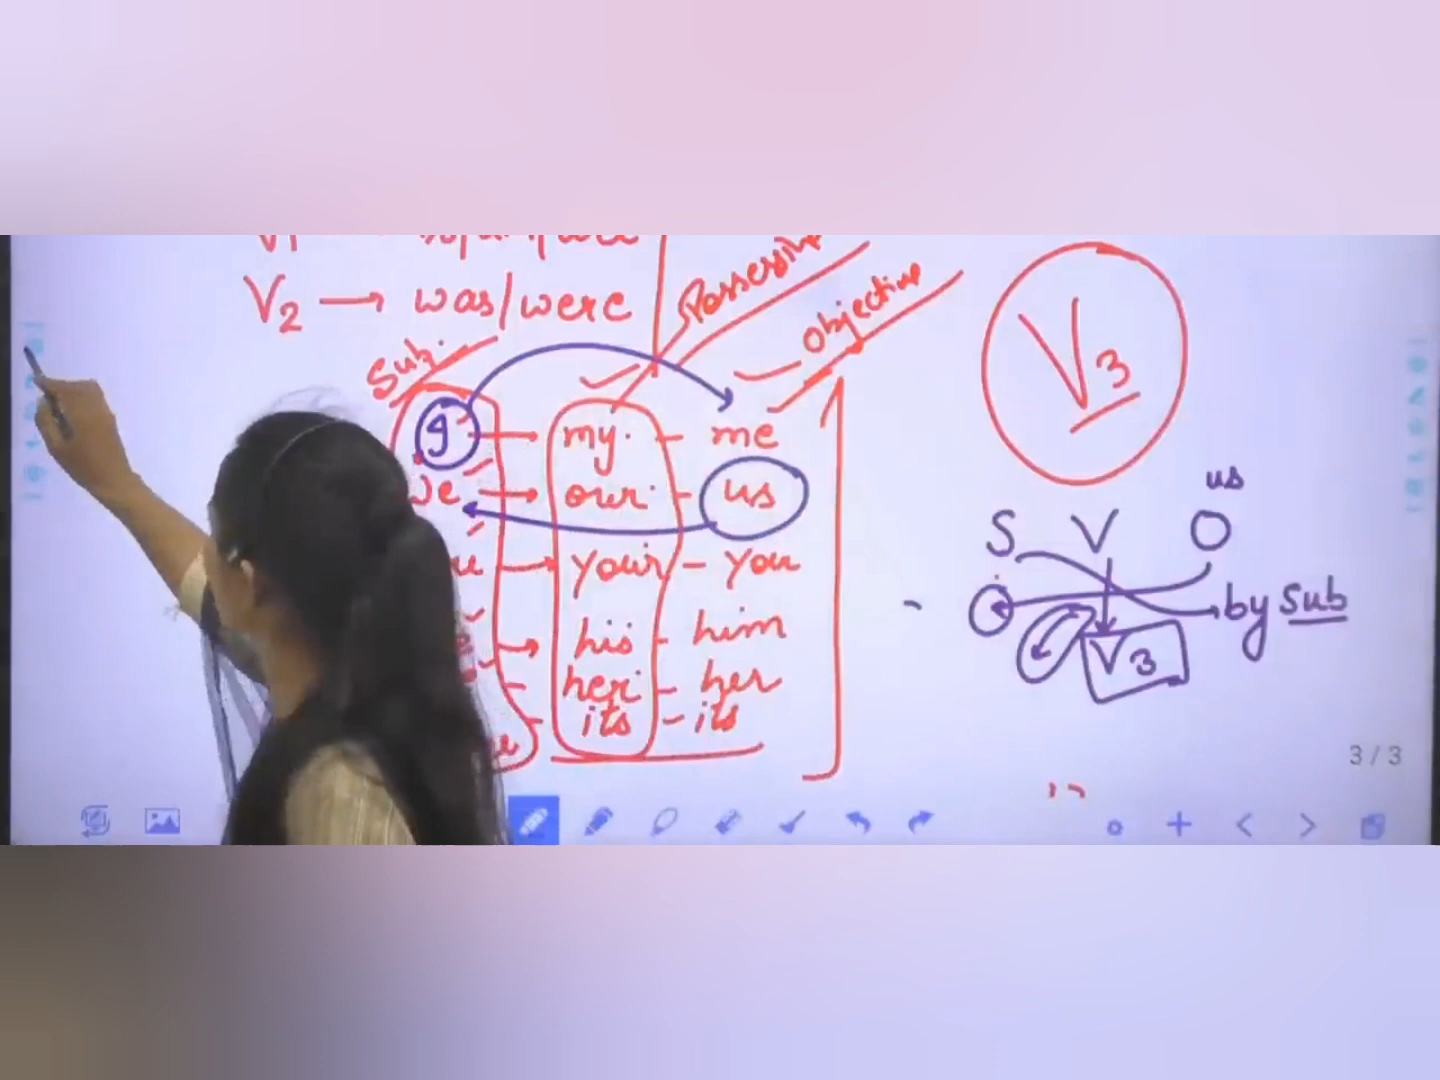 V2 → was/were
Sub.
Objective
V3
I → my - me
we → our - us
your - you
his - him
her - her
its - its
us
S V O
by sub
V3
3 / 3